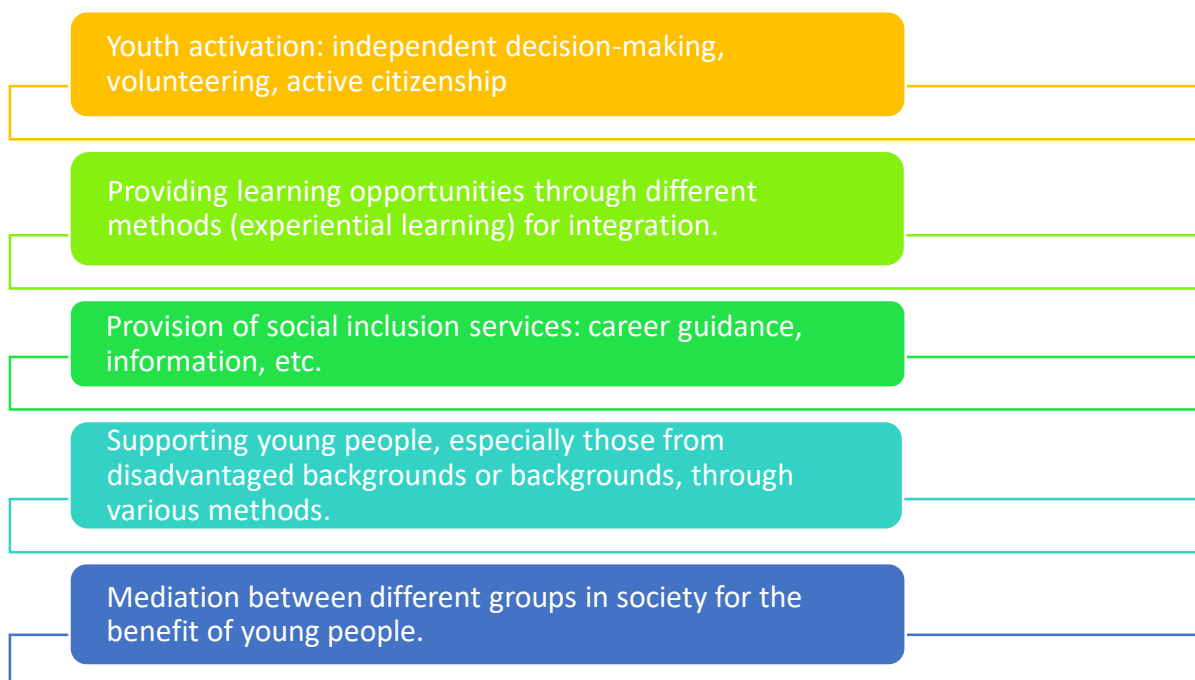 Youth activation: independent decision-making,
volunteering, active citizenship
Providing learning opportunities through different
methods (experiential learning) for integration.
Provision of social inclusion services: career guidance,
information, etc.
Supporting young people, especially those from
disadvantaged backgrounds or backgrounds, through
various methods.
Mediation between different groups in society for the
benefit of young people.